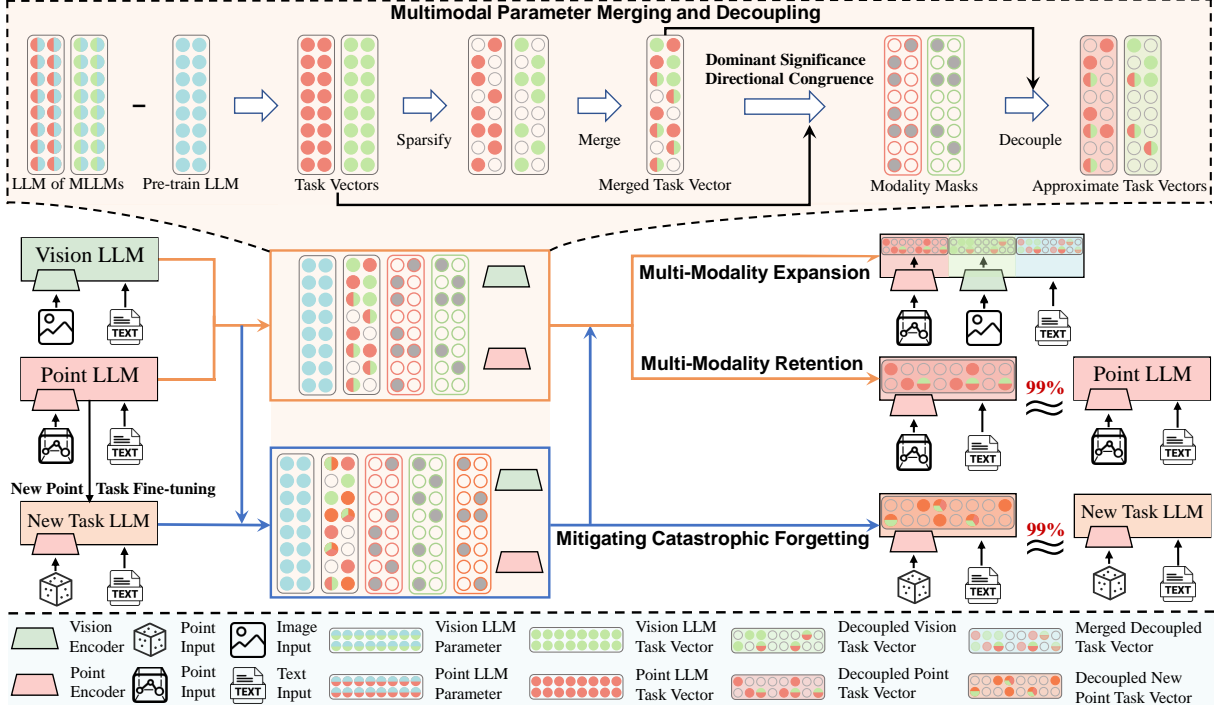 Multimodal Parameter Merging and Decoupling
Dominant Significance
Directional Congruence
Sparsify
Merge
Decouple
LLM of MLLMs
Pre-train LLM
Task Vectors
Merged Task Vector
Modality Masks
Approximate Task Vectors
Vision LLM
TEXT
Multi-Modality Expansion
TEXT
Point LLM
TEXT
Multi-Modality Retention
99%
Point LLM
TEXT
TEXT
New Point Task Fine-tuning
New Task LLM
TEXT
Mitigating Catastrophic Forgetting
99%
New Task LLM
TEXT
TEXT
Vision
Encoder
Point
Input
Image
Input
Vision LLM
Parameter
Vision LLM
Task Vector
Decoupled Vision
Task Vector
Merged Decoupled
Task Vector
Point
Encoder
Point
Input
TEXT
Text
Input
Point LLM
Parameter
Point LLM
Task Vector
Decoupled Point
Task Vector
Decoupled New
Point Task Vector